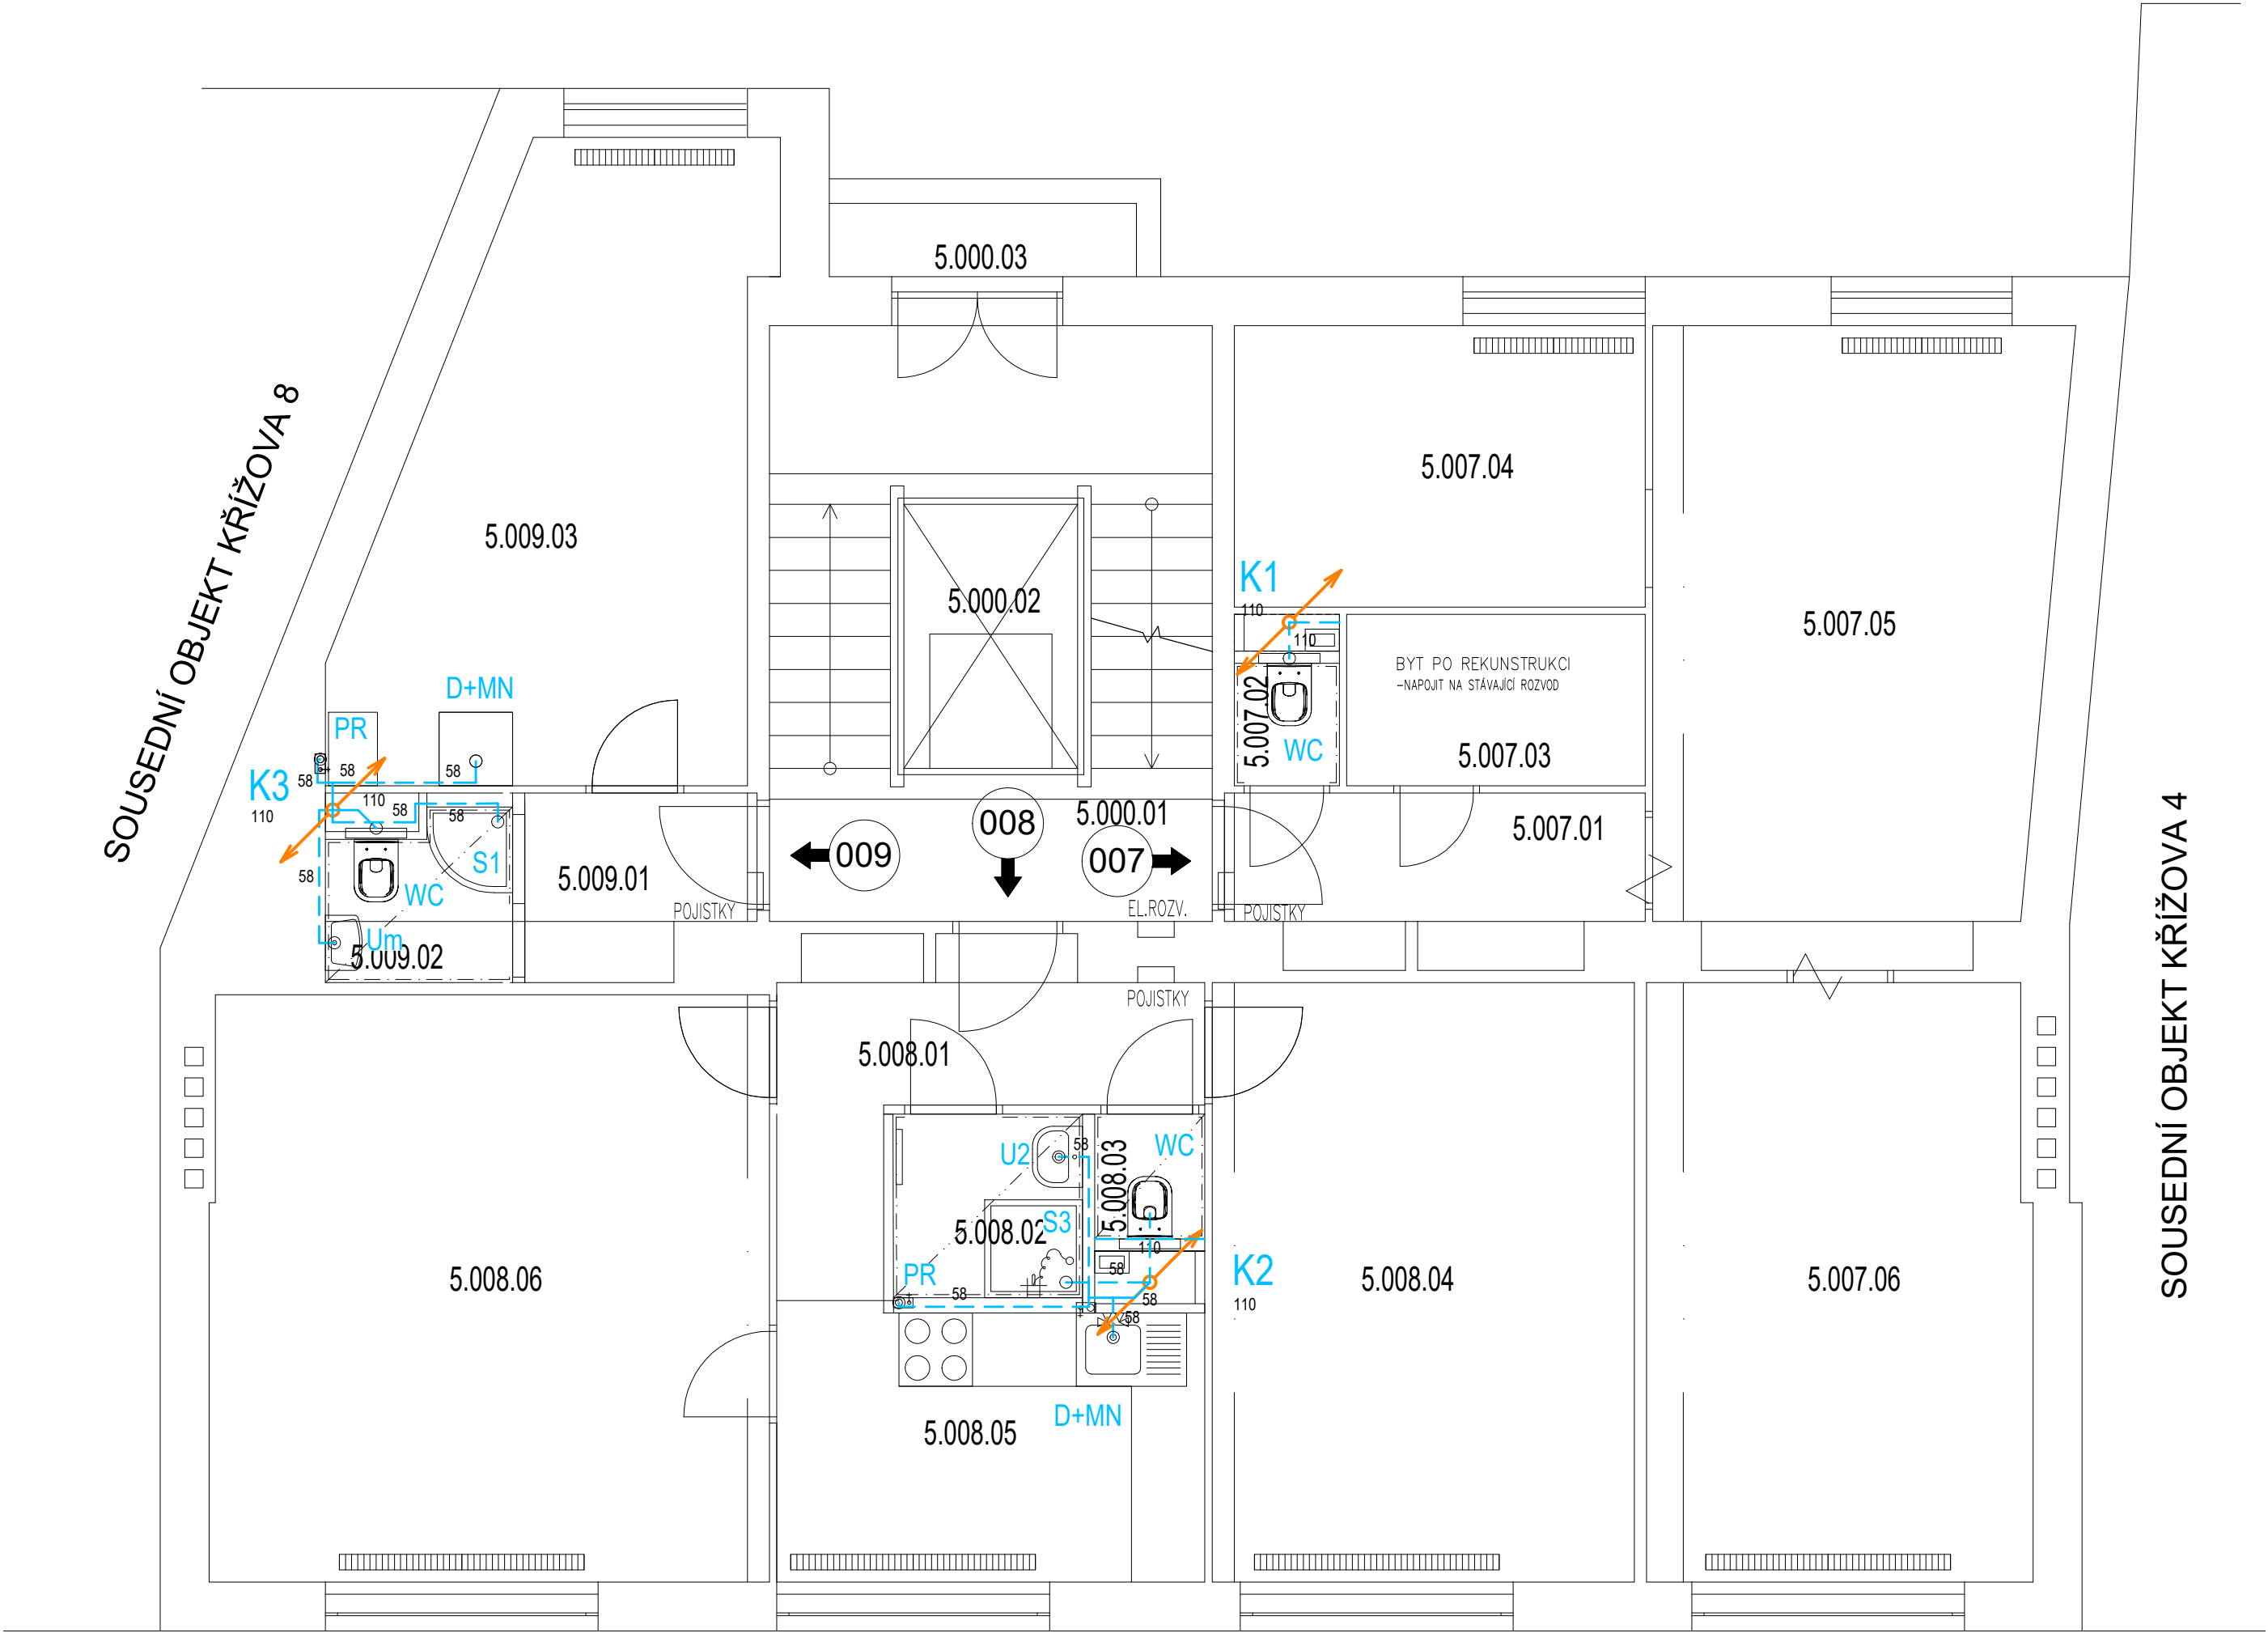 5.000.03
SOUSEDNÍ OBJEKT KŘÍŽOVA 8
5.009.03
5.007.04
K1
110
110
5.000.02
5.007.05
BYT PO REKUNSTRUKCI
-NAPOJIT NA STÁVAJÍCÍ ROZVOD
5.007.02
WC
5.007.03
D+MN
PR
58
58
58
K3
110
110
58
58
5.000.01
008
009
007
5.007.01
S1
58
WC
5.009.01
POJISTKY
EL.ROZV.
POJISTKY
Um
5.009.02
SOUSEDNÍ OBJEKT KŘÍŽOVA 4
POJISTKY
5.008.01
U2
58
5.008.03
WC
S3
5.008.02
110
PR
58
58
K2
110
58
58
5.008.06
5.008.04
5.007.06
D+MN
5.008.05